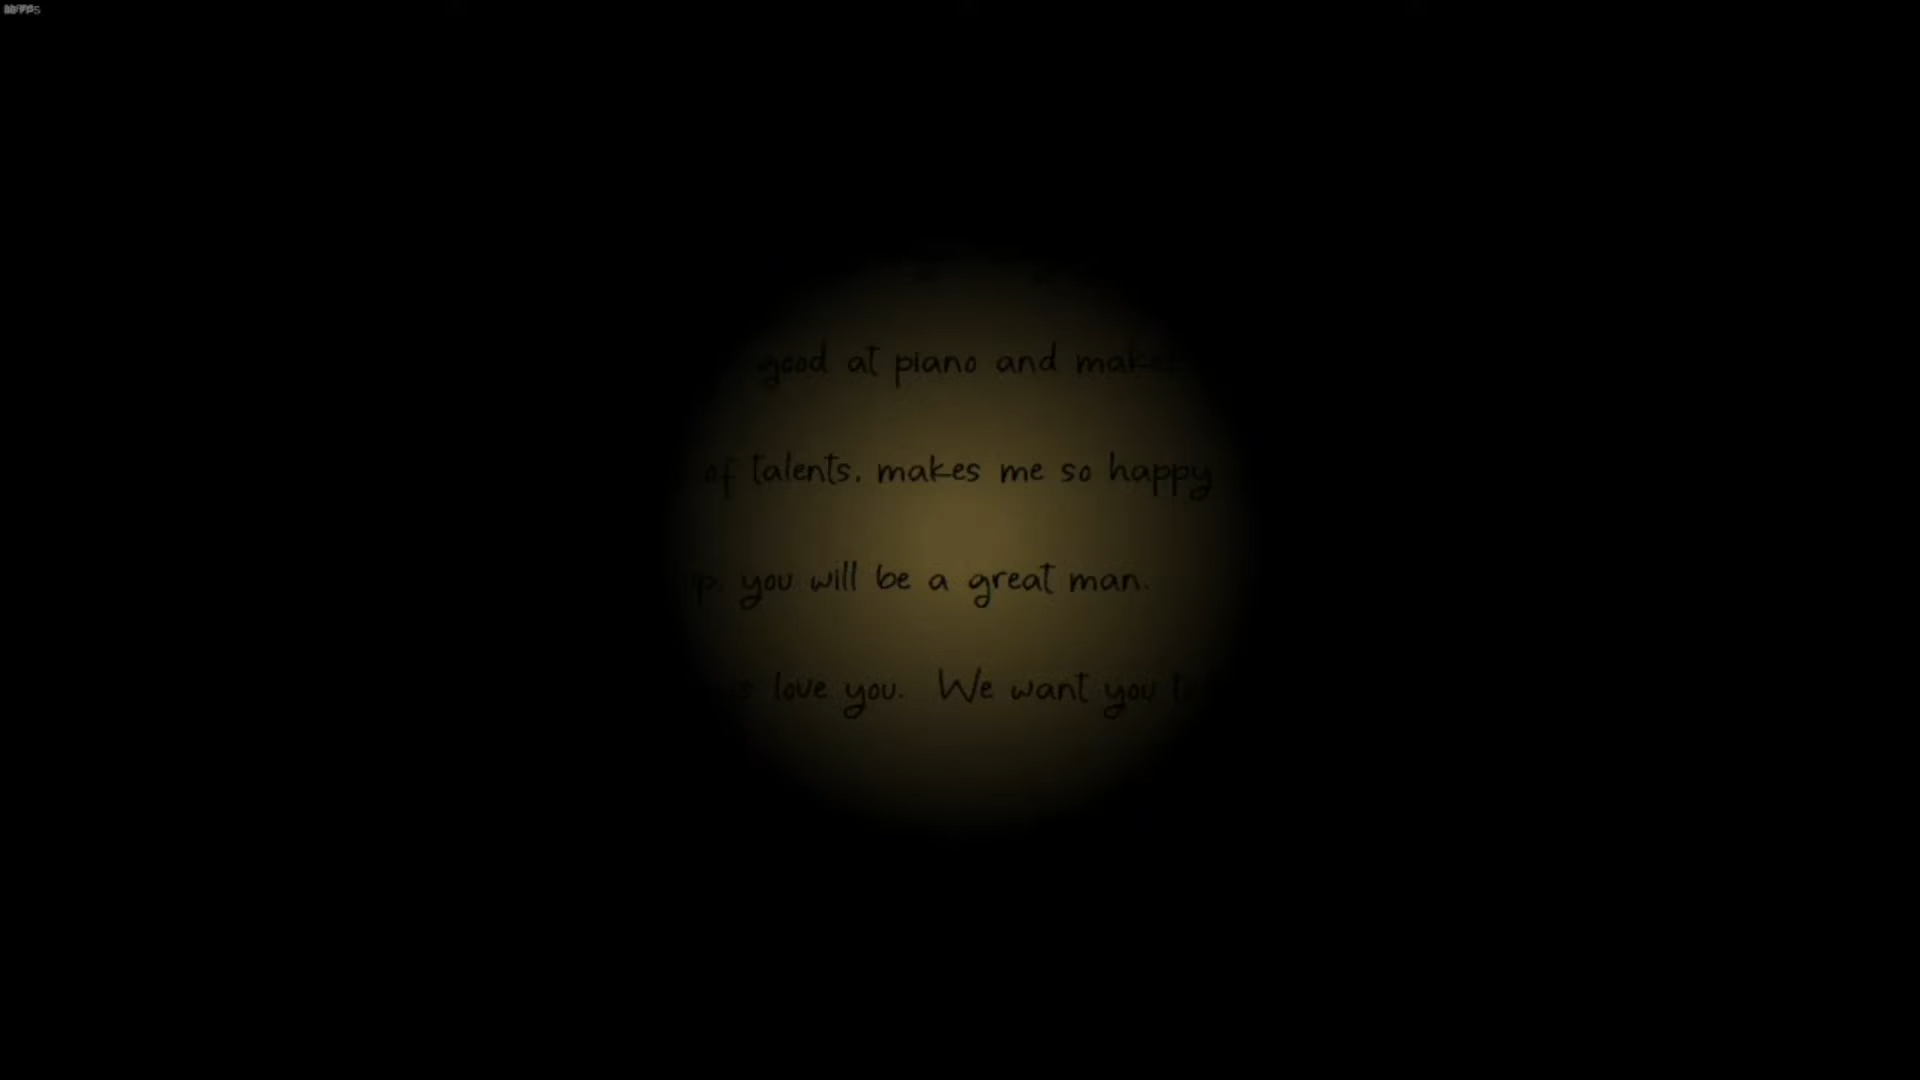 good at piano and make
of talents, makes me so happy
you will be a great man.
love you. We want you